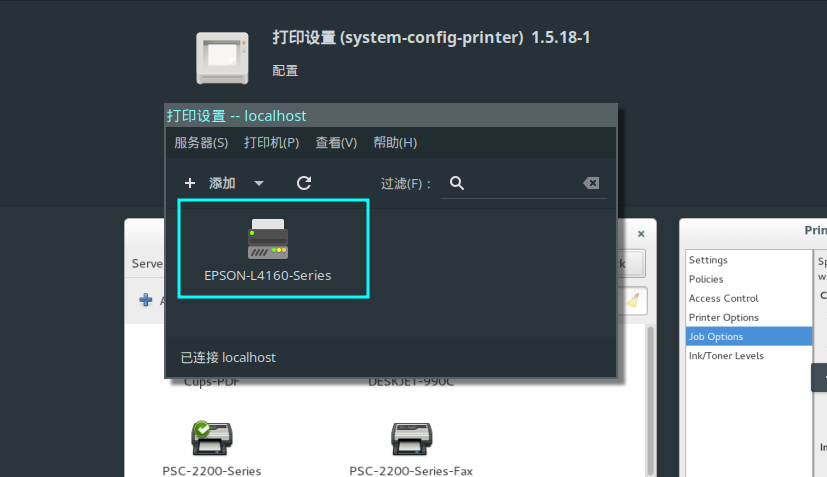 打印设置 (system-config-printer) 1.5.18-1
配置
打印设置 -- localhost
服务器(S) 打印机(P) 查看(V) 帮助(H)
添加 过滤(F)：
EPSON-L4160-Series
已连接 localhost
Serve
Cups-PDF DESKJET-990C
PSC-2200-Series PSC-2200-Series-Fax
Prin
Settings
Policies
Access Control
Printer Options
Job Options
Ink/Toner Levels